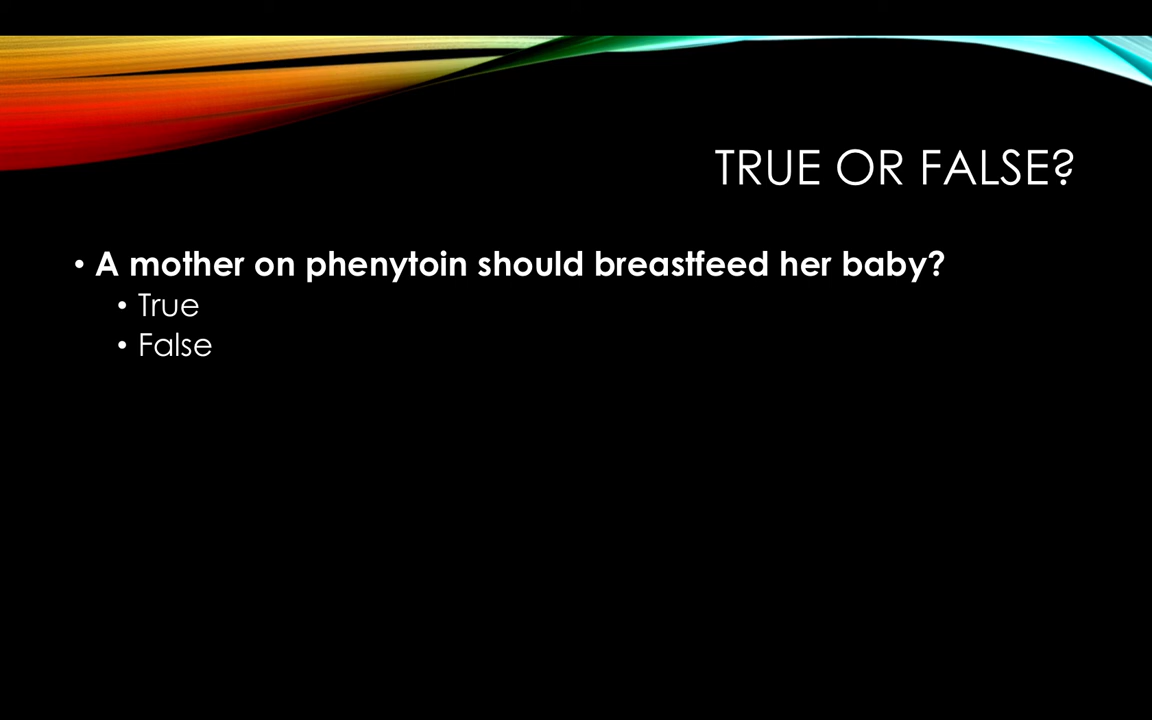 TRUE OR FALSE?
• A mother on phenytoin should breastfeed her baby?
• True
• False